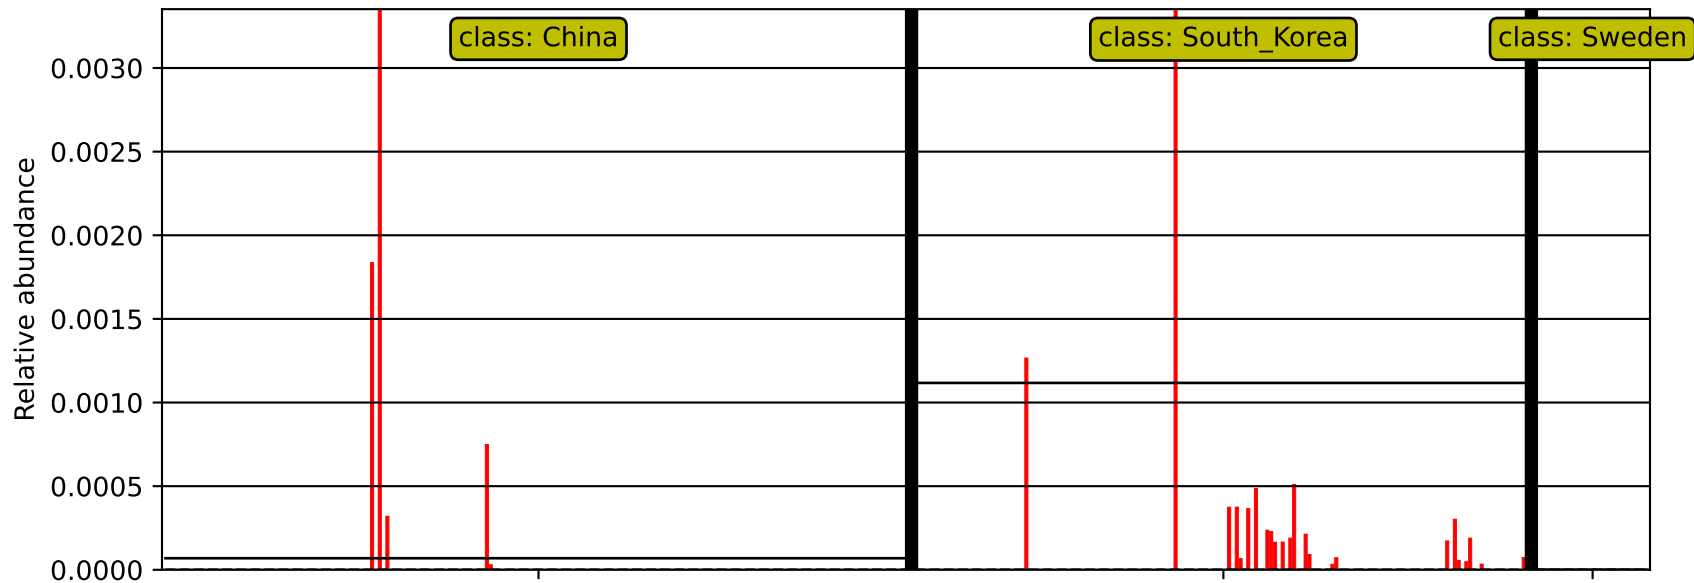 class: China
class: South_Korea
class: Sweden
0.0030
0.0025
0.0020
0.0015
0.0010
0.0005
0.0000
Relative abundance